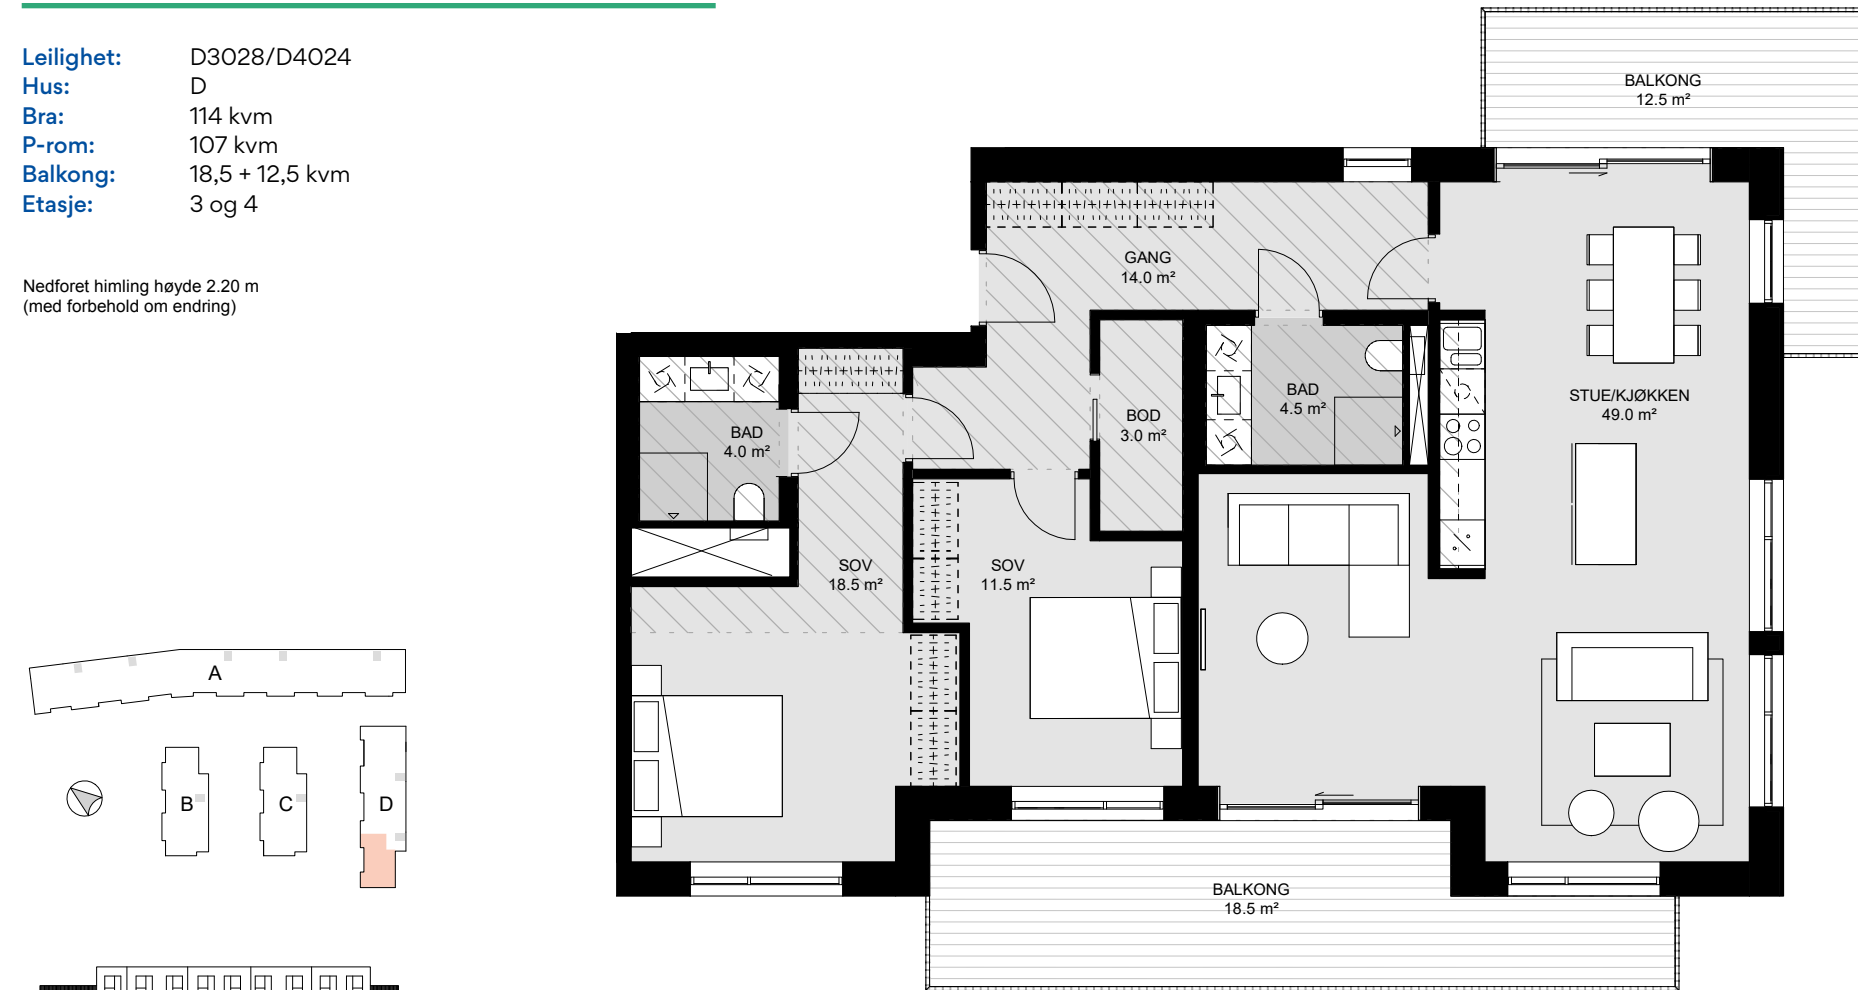 Leilighet: D3028/D4024
Hus: D
Bra: 114 kvm
P-rom: 107 kvm
Balkong: 18,5 + 12,5 kvm
Etasje: 3 og 4
Nedforet himling høyde 2.20 m
(med forbehold om endring)
BALKONG
12.5 m²
GANG
14.0 m²
BAD
4.0 m²
BOD
3.0 m²
BAD
4.5 m²
STUE/KJØKKEN
49.0 m²
SOV
18.5 m²
SOV
11.5 m²
BALKONG
18.5 m²
A
B
C
D